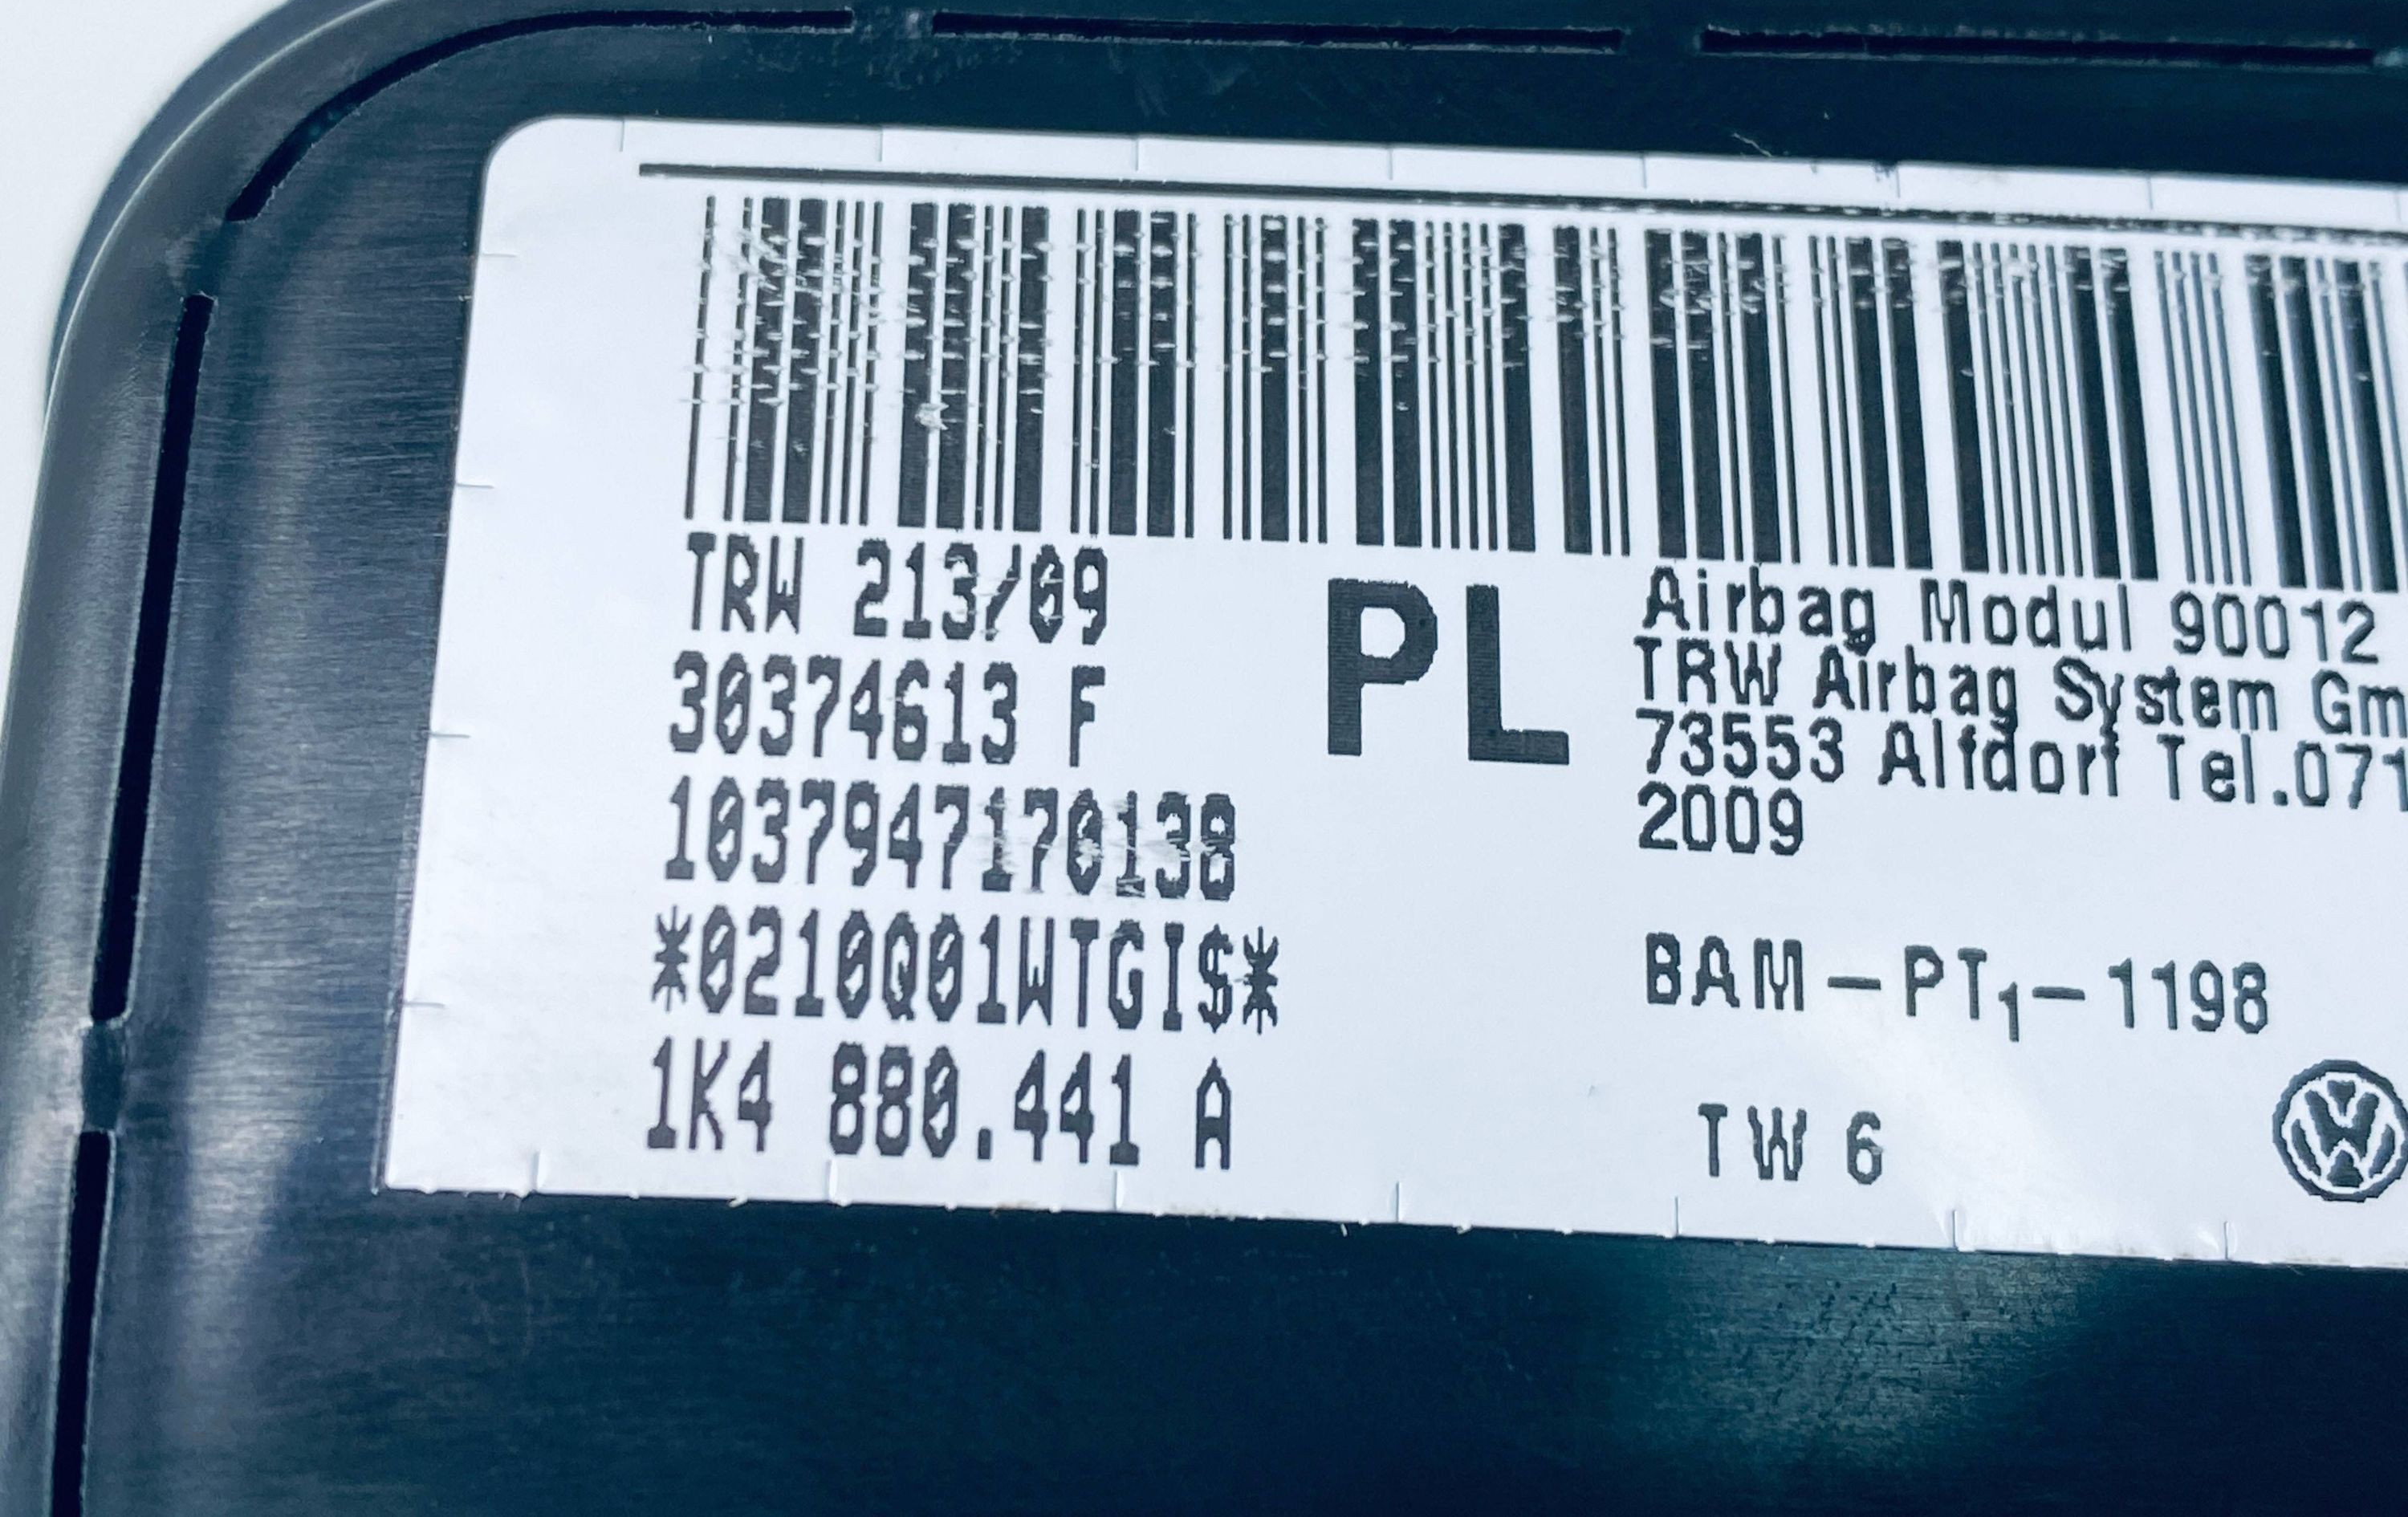 TRW 213/09
30374613 F
1037947170138
*0210Q01WTGI$*
1K4 880.441 A
PL
Airbag Modul 90012
TRW Airbag System Gm
73553 Alfdorf Tel.071
2009
BAM-PT1-1198
TW 6